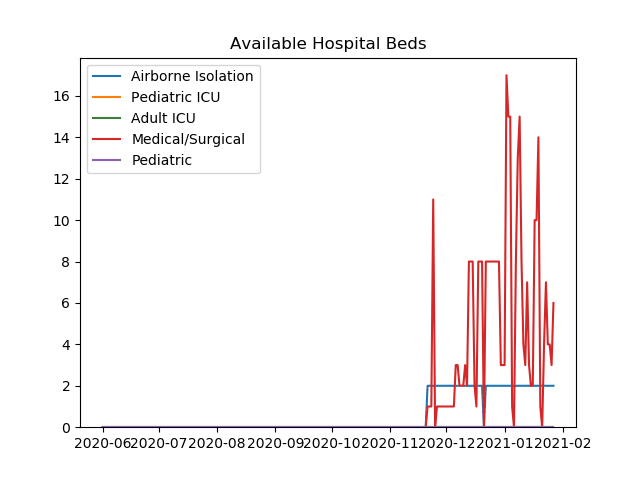 Available Hospital Beds
Airborne Isolation
Pediatric ICU
Adult ICU
Medical/Surgical
Pediatric
16
14
12
10
8
6
4
2
0
2020-06 2020-07 2020-08 2020-09 2020-10 2020-11 2020-12 2021-01 2021-02